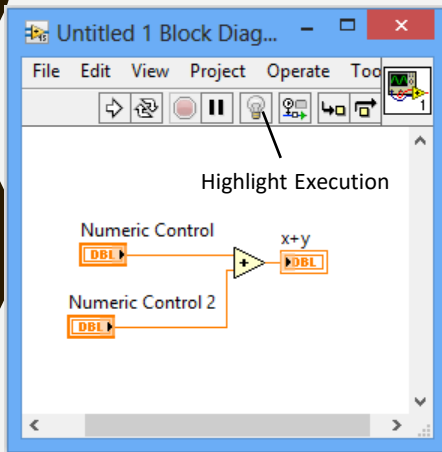 Untitled 1 Block Diag...
File Edit View Project Operate Too
1
Highlight Execution
Numeric Control
DBL
x+y
DBL
Numeric Control 2
DBL